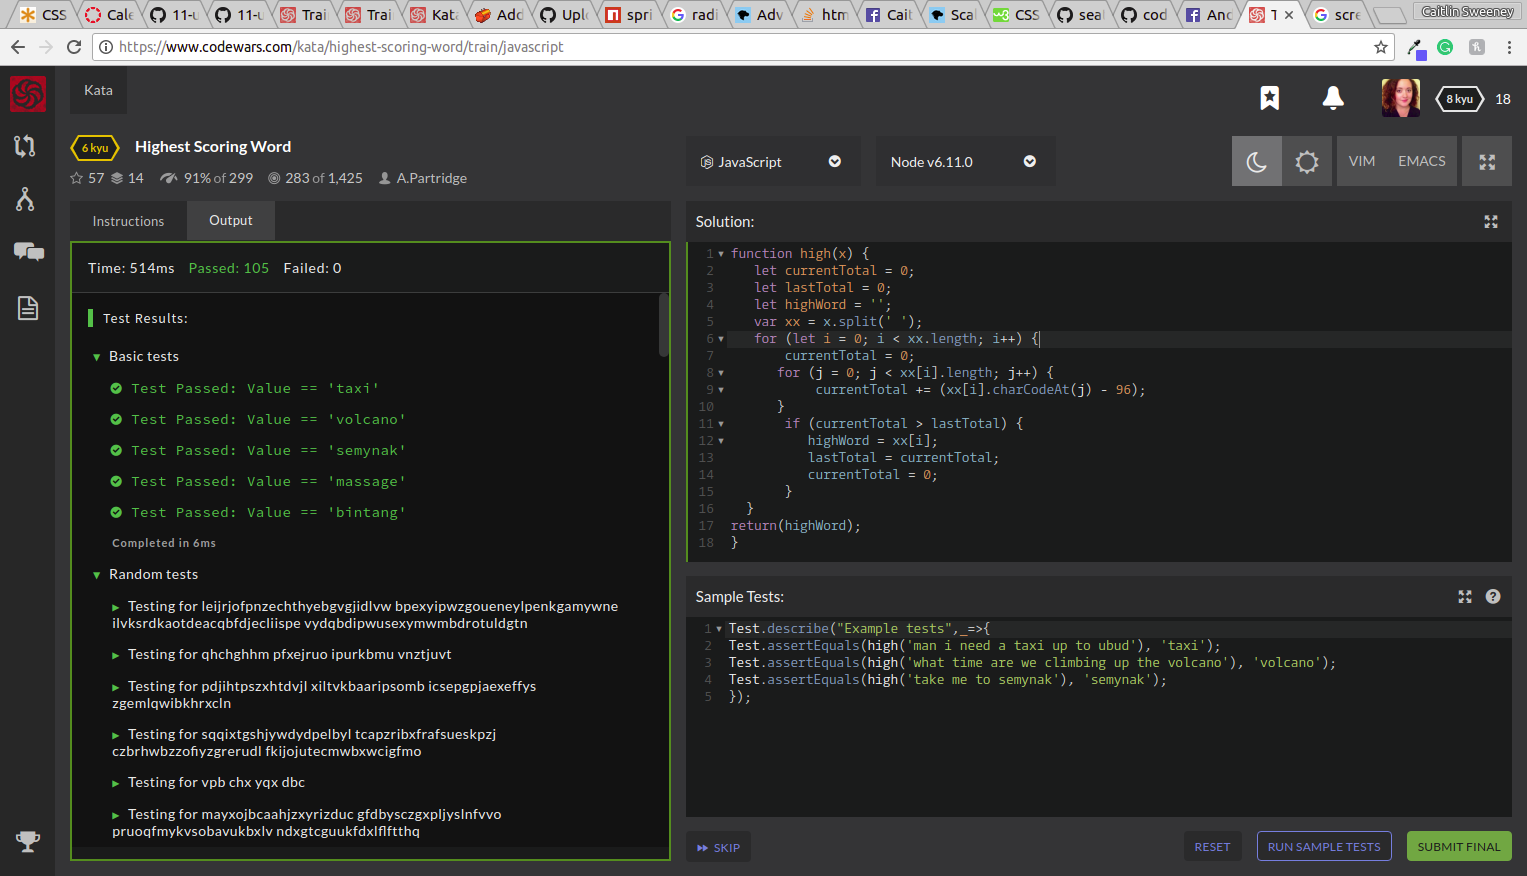 CSS
Cale
11-u
11-u
Trai
Trai
Kata
Add
Uplo
spri
radi
Adv
htm
Cait
Scal
CSS
seal
cod
Anc
T
scre
Caitlin Sweeney
https://www.codewars.com/kata/highest-scoring-word/train/javascript
Kata
8 kyu 18
6 kyu Highest Scoring Word
57 14 91% of 299 283 of 1,425 A.Partridge
JavaScript
Node v6.11.0
VIM EMACS
Instructions Output
Time: 514ms Passed: 105 Failed: 0
Test Results:
Basic tests
Test Passed: Value == 'taxi'
Test Passed: Value == 'volcano'
Test Passed: Value == 'semynak'
Test Passed: Value == 'massage'
Test Passed: Value == 'bintang'
Completed in 6ms
Random tests
Testing for leijrjofpnzechthyebgvgjidlvw bpexyipwzgoueneylpenkgamywne
ilvksrdkaotdeacqbfdjecliispe vydqbdipwusexymwmbdrotuldgtn
Testing for qhchghhm pfxejruo ipurkbmu vnztjuvt
Testing for pdjihtpszxhtdvjl xiltvkbaaripsomb icsepgpjaexeffys
zgemlqwibkhrxcln
Testing for sqqixtgshjywdydpelbyl tcapzribxfrafsueskpzj
czbrhwbzzofiyzgrerudl fkijojutecmwbxwcigfmo
Testing for vpb chx yqx dbc
Testing for mayxojbcaahjzxyrizduc gfdbysczgxpljyslnfvvo
pruoqfmykvsobavukbxlv ndxgtcguukfdxlflftthq
Solution:
1 function high(x) {
2 let currentTotal = 0;
3 let lastTotal = 0;
4 let highWord = '';
5 var xx = x.split(' ');
6 for (let i = 0; i < xx.length; i++) {
7 currentTotal = 0;
8 for (j = 0; j < xx[i].length; j++) {
9 currentTotal += (xx[i].charCodeAt(j) - 96);
10 }
11 if (currentTotal > lastTotal) {
12 highWord = xx[i];
13 lastTotal = currentTotal;
14 currentTotal = 0;
15 }
16 }
17 return(highWord);
18 }
Sample Tests:
1 Test.describe("Example tests",_=>{
2 Test.assertEquals(high('man i need a taxi up to ubud'), 'taxi');
3 Test.assertEquals(high('what time are we climbing up the volcano'), 'volcano');
4 Test.assertEquals(high('take me to semynak'), 'semynak');
5 });
SKIP
RESET
RUN SAMPLE TESTS
SUBMIT FINAL